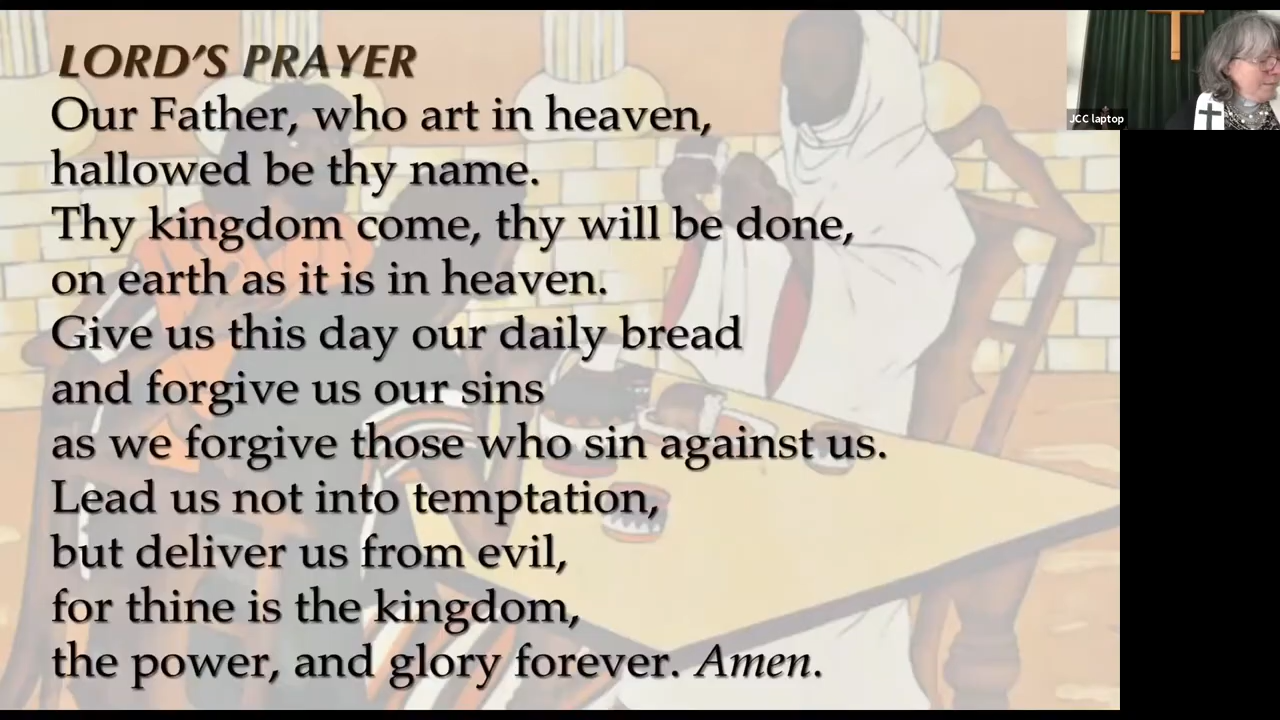 LORD'S PRAYER
Our Father, who art in heaven,
hallowed be thy name.
Thy kingdom come, thy will be done,
on earth as it is in heaven.
Give us this day our daily bread
and forgive us our sins
as we forgive those who sin against us.
Lead us not into temptation,
but deliver us from evil,
for thine is the kingdom,
the power, and glory forever. Amen.
JCC laptop